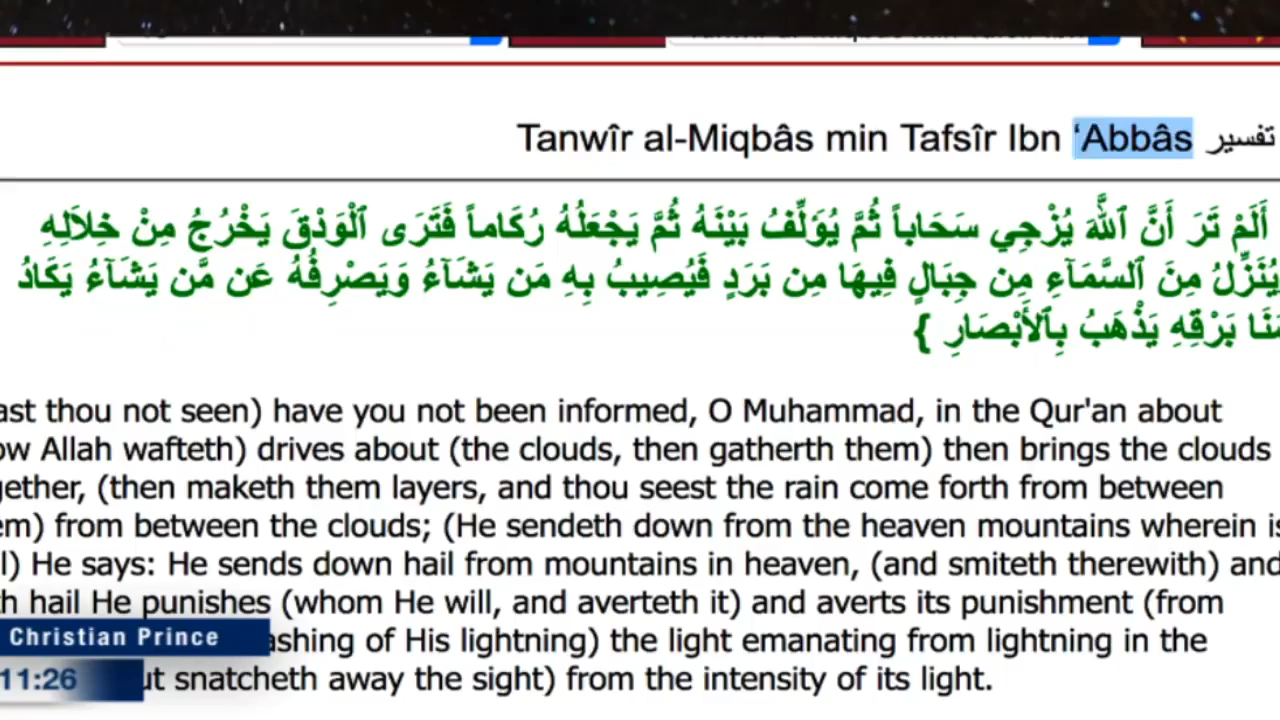 Tanwîr al-Miqbâs min Tafsîr Ibn ‘Abbâs تفسير
أَلَمْ تَرَ أَنَّ ٱللَّهَ يُزْجِي سَحَاباً ثُمَّ يُؤَلِّفُ بَيْنَهُ ثُمَّ يَجْعَلُهُ رُكَاماً فَتَرَى ٱلْوَدْقَ يَخْرُجُ مِنْ خِلاَلِهِ
يُنَزِّلُ مِنَ ٱلسَّمَآءِ مِن جِبَالٍ فِيهَا مِن بَرَدٍ فَيُصِيبُ بِهِ مَن يَشَآءُ وَيَصْرِفُهُ عَن مَّن يَشَآءُ يَكَادُ
بَرْقِهِ يَذْهَبُ بِٱلأَبْصَارِ }
ast thou not seen) have you not been informed, O Muhammad, in the Qur'an about
ow Allah wafteth) drives about (the clouds, then gatherth them) then brings the clouds
gether, (then maketh them layers, and thou seest the rain come forth from between
em) from between the clouds; (He sendeth down from the heaven mountains wherein is
l) He says: He sends down hail from mountains in heaven, (and smiteth therewith) and
th hail He punishes (whom He will, and averteth it) and averts its punishment (from
Christian Prince
ashing of His lightning) the light emanating from lightning in the
11:26
ut snatcheth away the sight) from the intensity of its light.